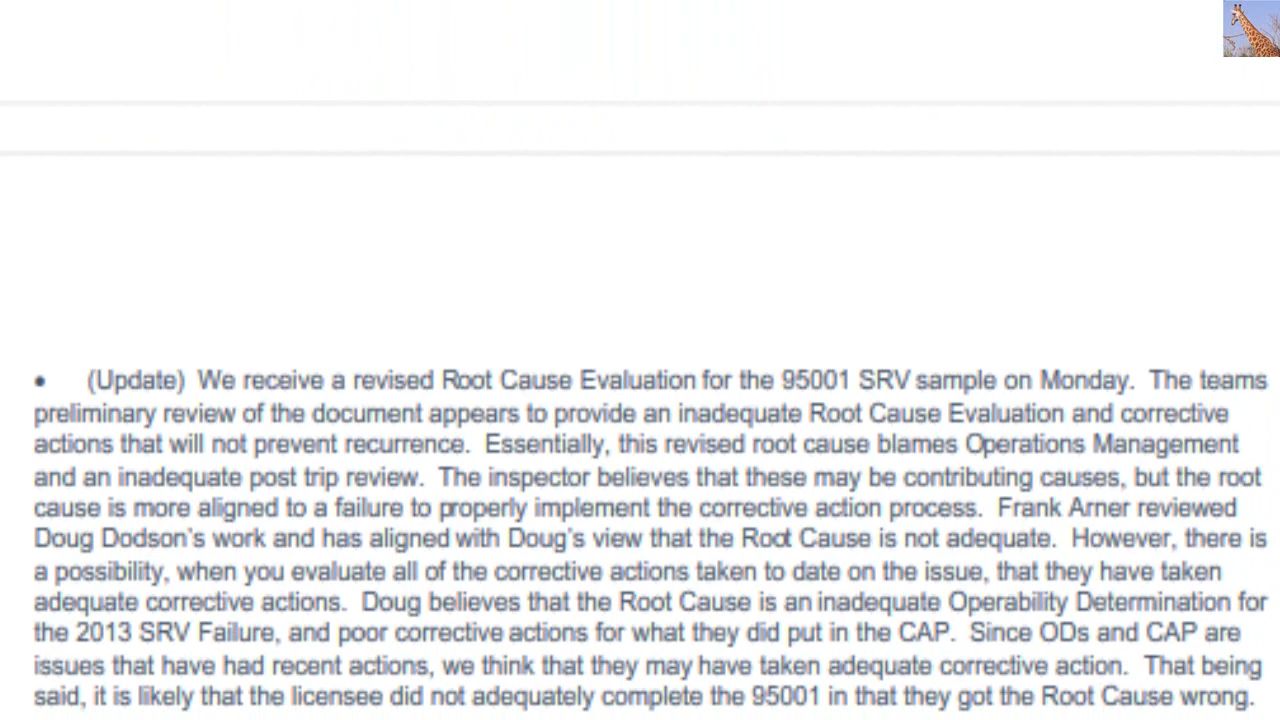 • (Update) We receive a revised Root Cause Evaluation for the 95001 SRV sample on Monday. The teams
preliminary review of the document appears to provide an inadequate Root Cause Evaluation and corrective
actions that will not prevent recurrence. Essentially, this revised root cause blames Operations Management
and an inadequate post trip review. The inspector believes that these may be contributing causes, but the root
cause is more aligned to a failure to properly implement the corrective action process. Frank Arner reviewed
Doug Dodson's work and has aligned with Doug's view that the Root Cause is not adequate. However, there is
a possibility, when you evaluate all of the corrective actions taken to date on the issue, that they have taken
adequate corrective actions. Doug believes that the Root Cause is an inadequate Operability Determination for
the 2013 SRV Failure, and poor corrective actions for what they did put in the CAP. Since ODs and CAP are
issues that have had recent actions, we think that they may have taken adequate corrective action. That being
said, it is likely that the licensee did not adequately complete the 95001 in that they got the Root Cause wrong.